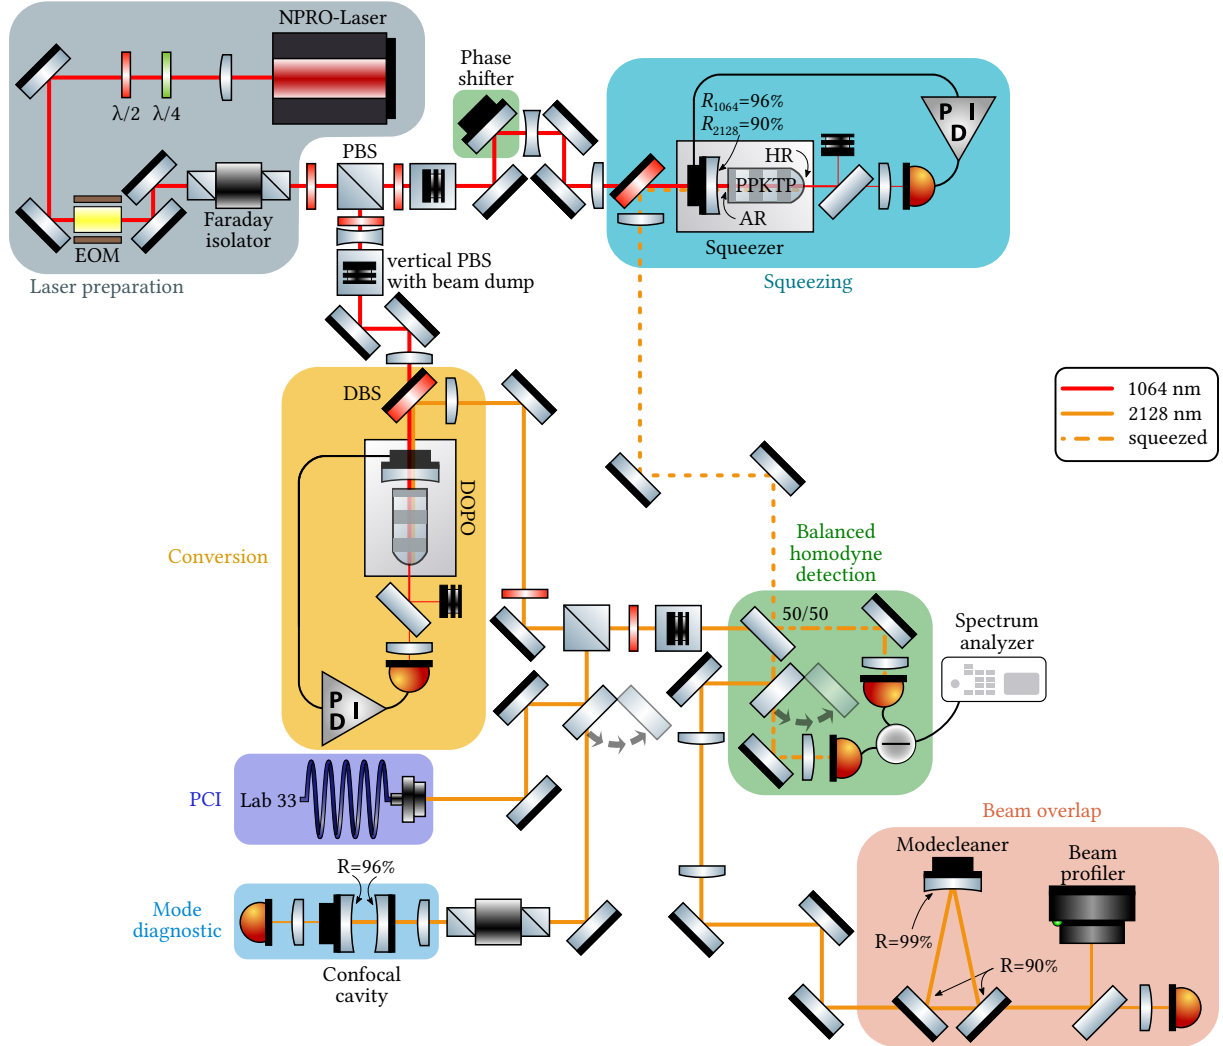 NPRO-Laser
λ/2
λ/4
EOM
Faraday
isolator
Laser preparation
PBS
Phase
shifter
vertical PBS
with beam dump
R1064=96%
R2128=90%
HR
PPKTP
AR
Squeezer
P I
D
Squeezing
1064 nm
2128 nm
squeezed
DBS
DOPO
Conversion
P
D I
Balanced
homodyne
detection
50/50
Spectrum
analyzer
PCI
Lab 33
R=96%
Mode
diagnostic
Confocal
cavity
Beam overlap
Modecleaner
Beam
profiler
R=99%
R=90%